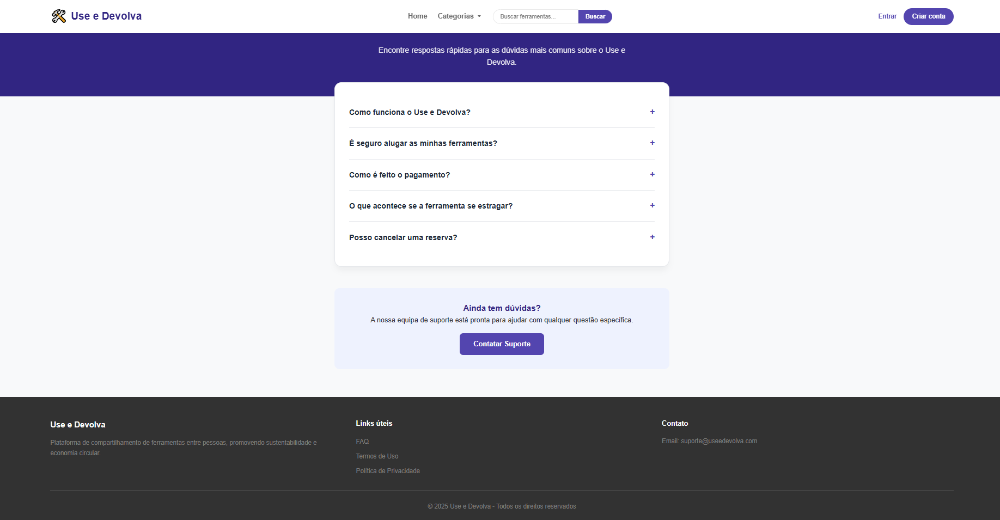 Use e Devolva
Home
Categorias
Buscar ferramentas...
Buscar
Entrar
Criar conta
Encontre respostas rápidas para as dúvidas mais comuns sobre o Use e
Devolva.
Como funciona o Use e Devolva?
+
É seguro alugar as minhas ferramentas?
+
Como é feito o pagamento?
+
O que acontece se a ferramenta se estragar?
+
Posso cancelar uma reserva?
+
Ainda tem dúvidas?
A nossa equipa de suporte está pronta para ajudar com qualquer questão específica.
Contatar Suporte
Use e Devolva
Plataforma de compartilhamento de ferramentas entre pessoas, promovendo sustentabilidade e
economia circular.
Links úteis
FAQ
Termos de Uso
Política de Privacidade
Contato
Email: suporte@useedevolva.com
© 2025 Use e Devolva - Todos os direitos reservados